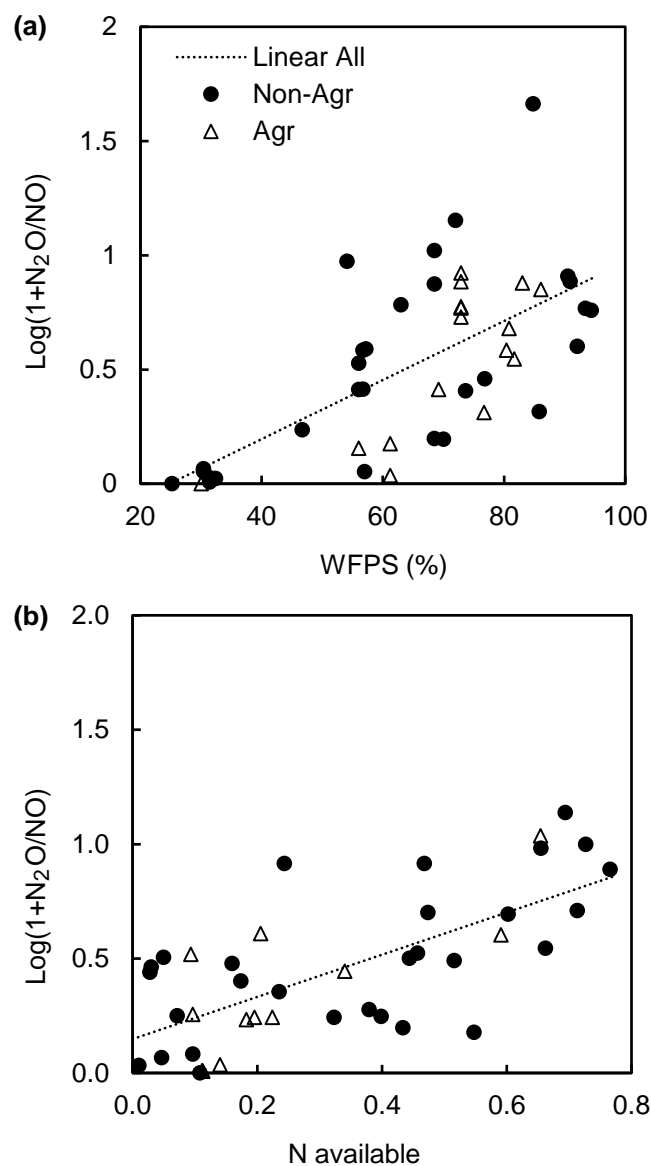 (a)
2
1.5
1
0.5
0
Log(1+N₂O/NO)
Linear All
Non-Agr
Agr
20 40 60 80 100
WFPS (%)
(b)
2.0
1.5
1.0
0.5
0.0
Log(1+N₂O/NO)
0.0 0.2 0.4 0.6 0.8
N available